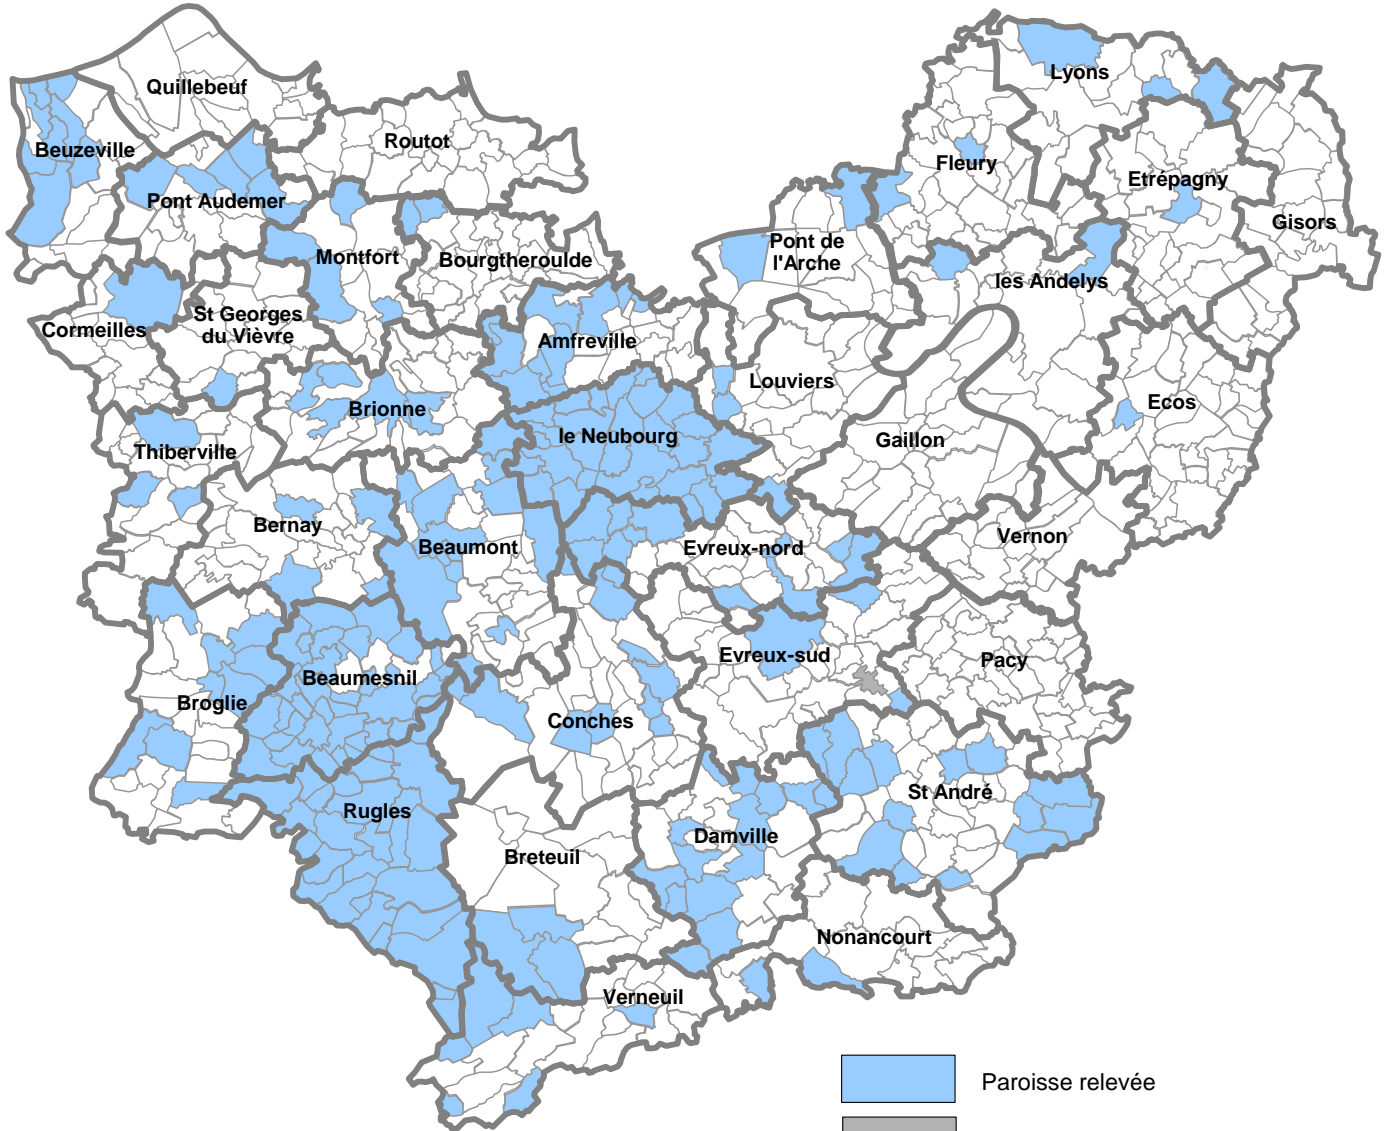 Quillebeuf
Lyons
Beuzeville
Routot
Fleury
Etrépagny
Pont Audemer
Gisors
Montfort
Bourgtheroulde
Pont de
l'Arche
les Andelys
Cormeilles
St Georges
du Vièvre
Amfreville
Louviers
Brionne
Ecos
Thiberville
le Neubourg
Gaillon
Bernay
Beaumont
Evreux-nord
Vernon
Beaumesnil
Evreux-sud
Pacy
Broglie
Conches
Rugles
St André
Breteuil
Damville
Nonancourt
Verneuil
Paroisse relevée